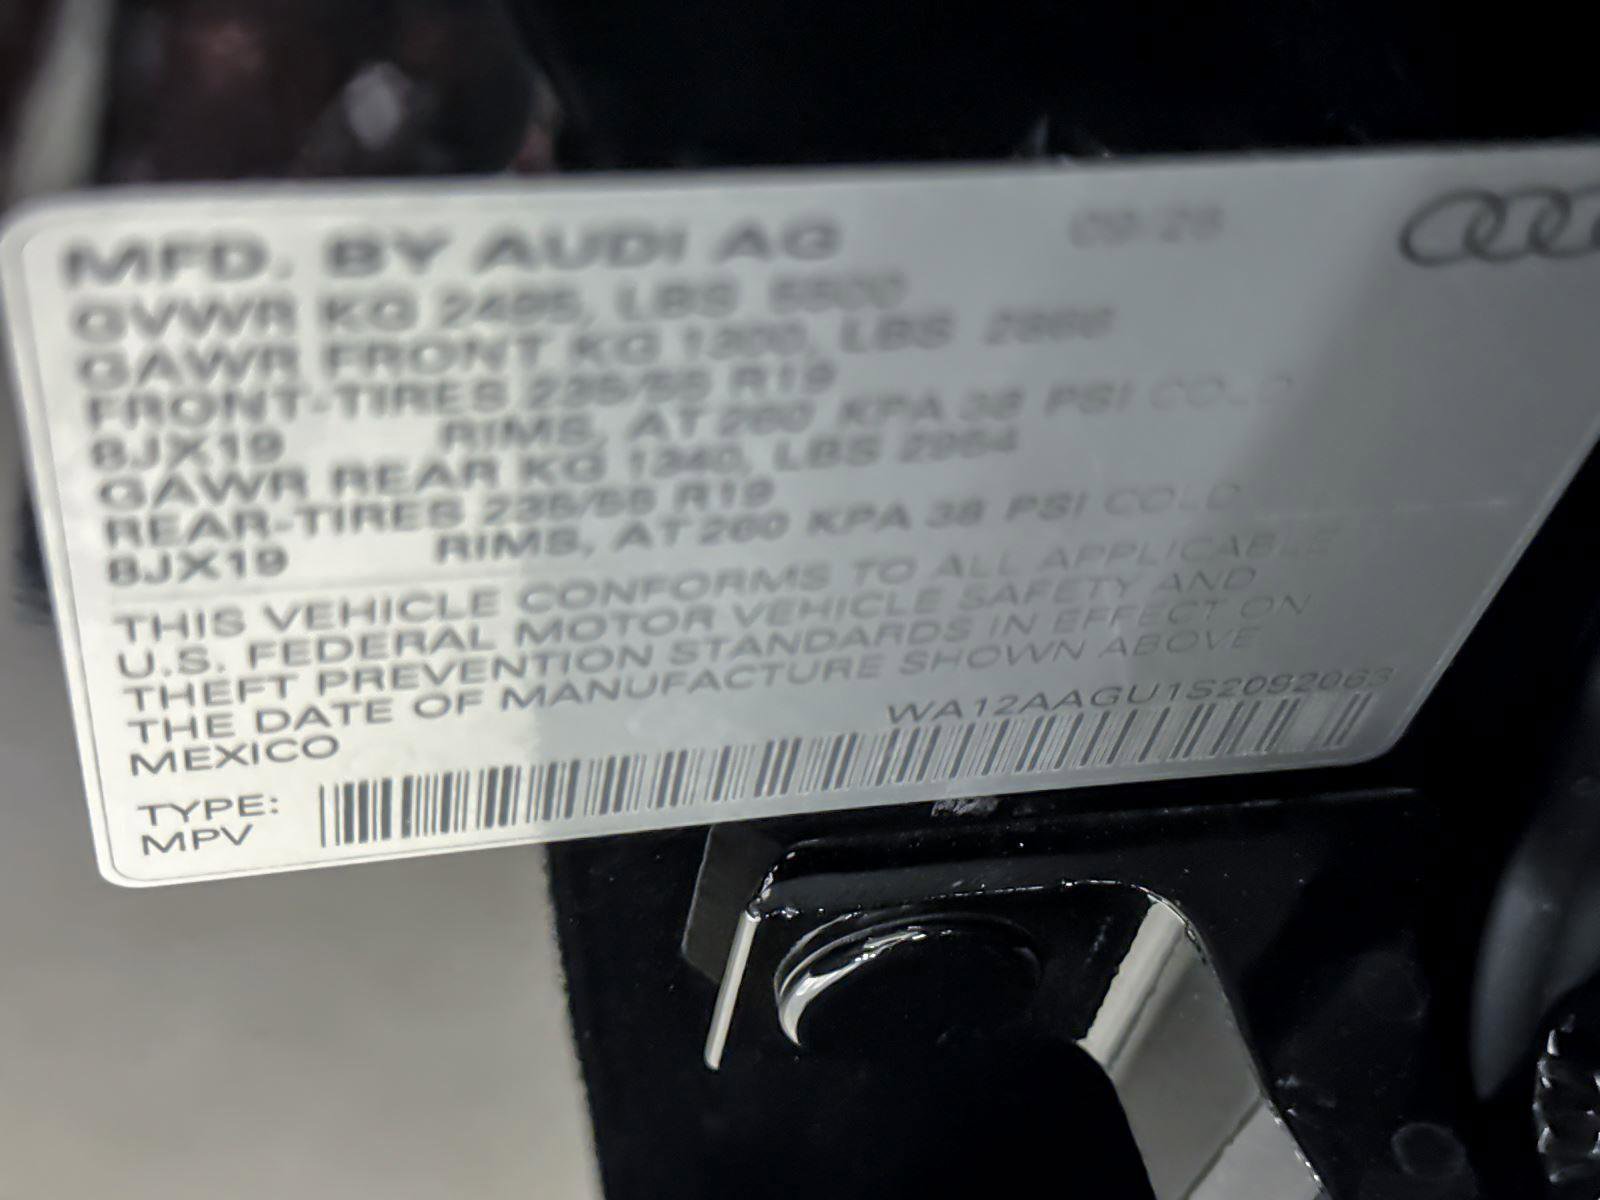 MFD. BY AUDI AG
09/25
GVWR KG 2495, LBS 5500
GAWR FRONT KG 1300, LBS 2866
FRONT-TIRES 235/55 R19
8JX19 RIMS, AT 260 KPA 38 PSI COLD
GAWR REAR KG 1340, LBS 2954
REAR-TIRES 235/55 R19
8JX19 RIMS, AT 260 KPA 38 PSI COLD
THIS VEHICLE CONFORMS TO ALL APPLICABLE
U.S. FEDERAL MOTOR VEHICLE SAFETY AND
THEFT PREVENTION STANDARDS IN EFFECT ON
THE DATE OF MANUFACTURE SHOWN ABOVE
MEXICO
WA12AAGU1S2092063
TYPE:
MPV